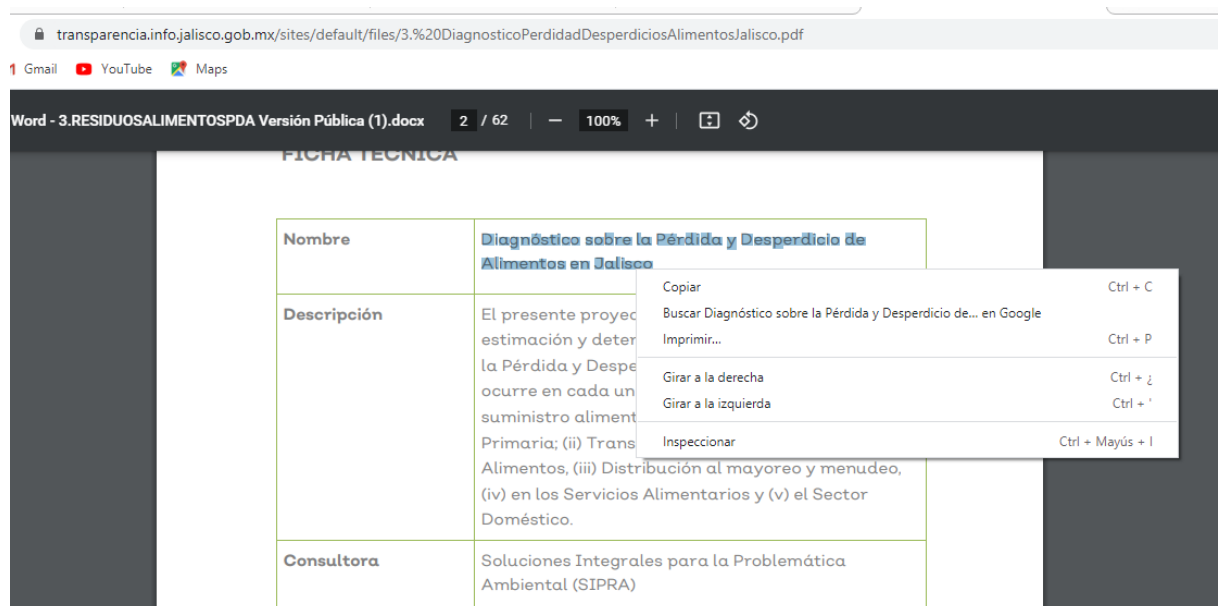 transparencia.info.jalisco.gob.mx/sites/default/files/3.%20DiagnosticoPerdidadDesperdiciosAlimentosJalisco.pdf
Gmail YouTube Maps
Word - 3.RESIDUOSALIMENTOSPDA Versión Pública (1).docx 2 / 62 − 100% +
FICHA TECNICA
Nombre
Diagnóstico sobre la Pérdida y Desperdicio de
Alimentos en Jalisco
Copiar Ctrl + C
Buscar Diagnóstico sobre la Pérdida y Desperdicio de... en Google
Imprimir... Ctrl + P
Girar a la derecha Ctrl + ¿
Girar a la izquierda Ctrl + '
Inspeccionar Ctrl + Mayús + I
Descripción
El presente proyec
estimación y deter
la Pérdida y Despe
ocurre en cada un
suministro aliment
Primaria; (ii) Trans
Alimentos, (iii) Distribución al mayoreo y menudeo,
(iv) en los Servicios Alimentarios y (v) el Sector
Doméstico.
Consultora
Soluciones Integrales para la Problemática
Ambiental (SIPRA)